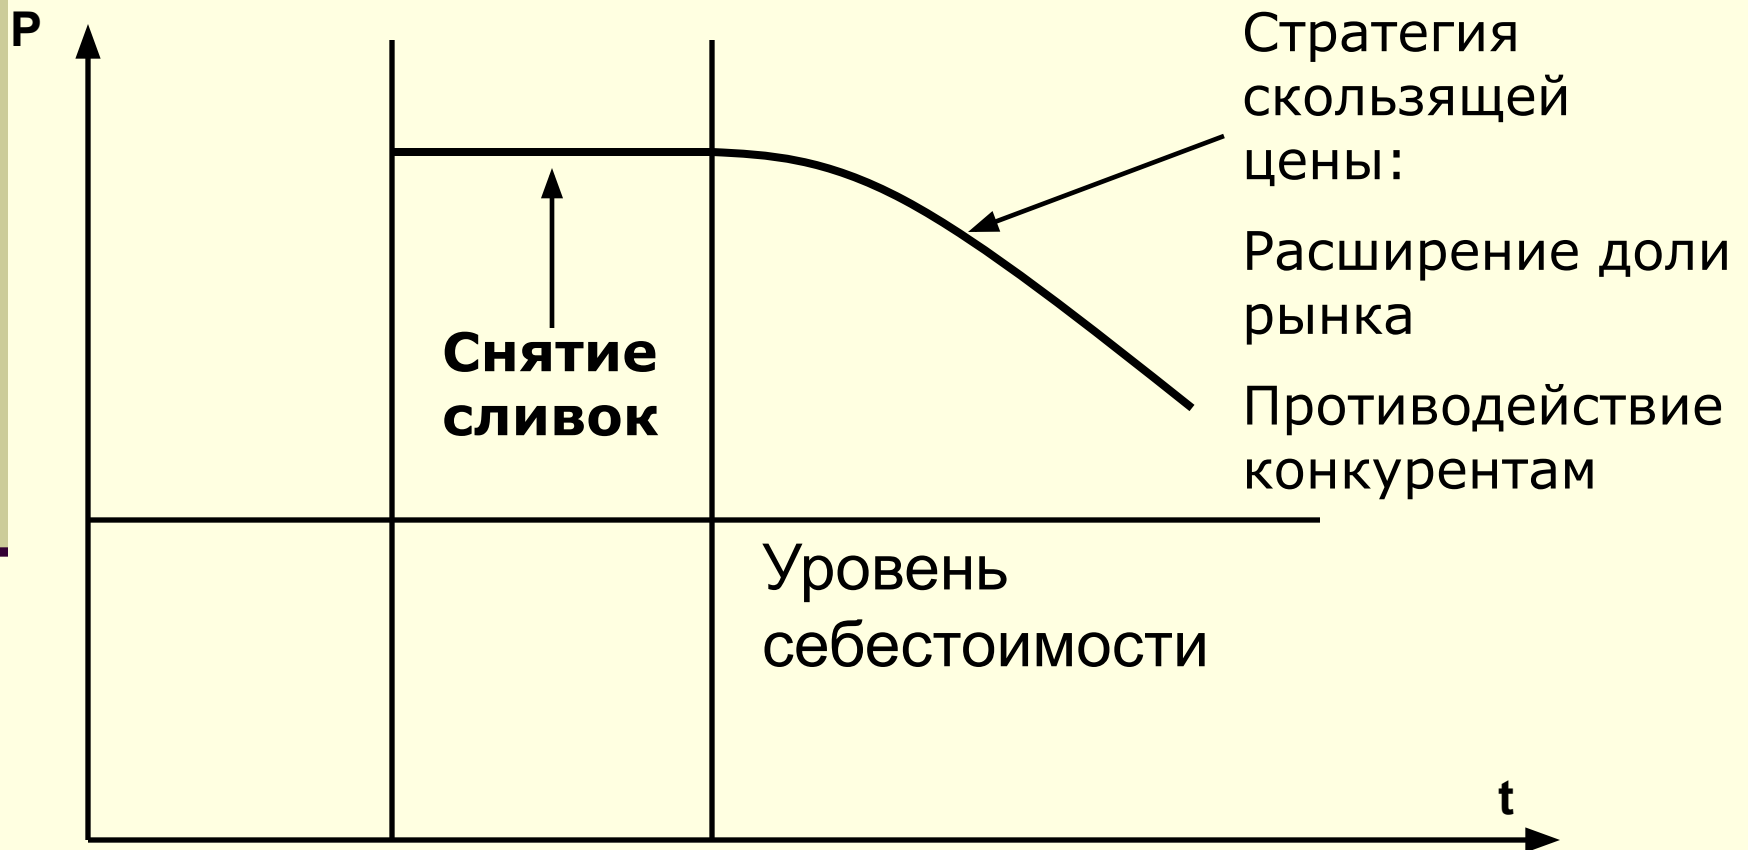 P
Стратегия
скользящей
цены:
Расширение доли
рынка
Противодействие
конкурентам
Снятие
сливок
Уровень
себестоимости
t